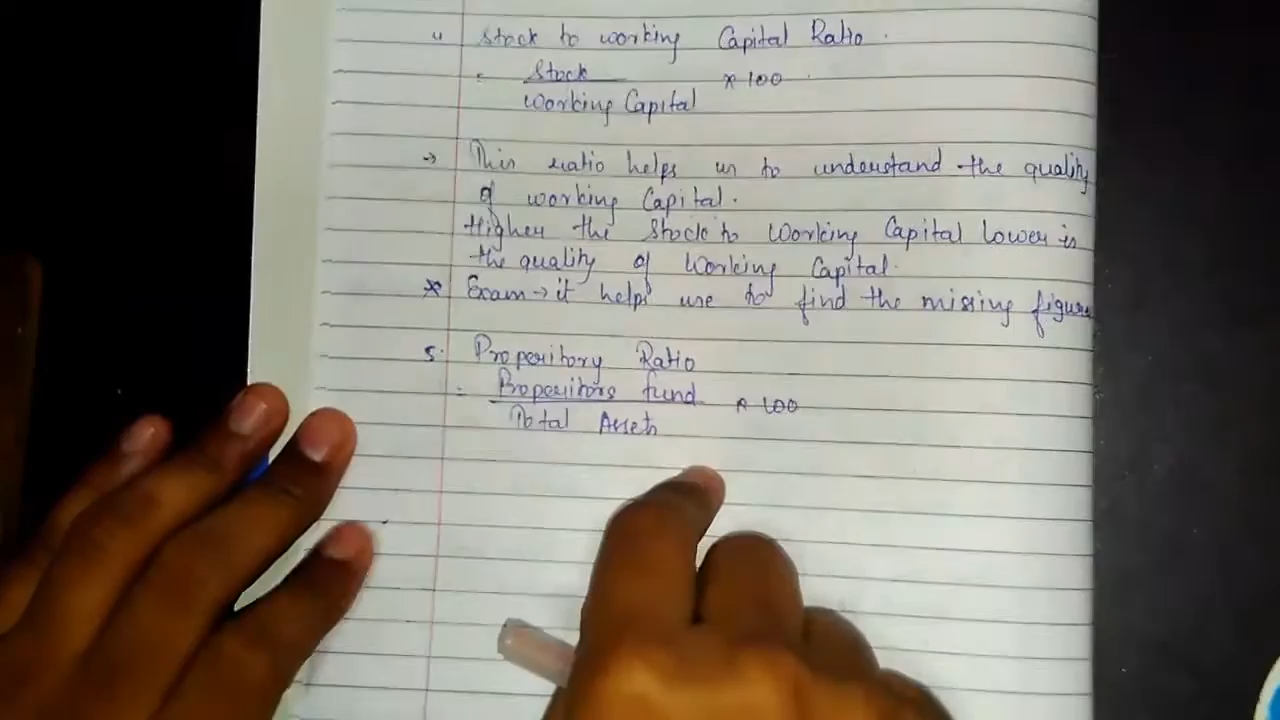 4 Stock to working Capital Ratio.
= Stock x 100
Working Capital
→ This ratio helps us to understand the quality
of working Capital.
Higher the Stock to Working Capital lower is
the quality of Working Capital.
* Exam → it helps use to find the missing figure
5. Properitory Ratio
= Properitors fund x 100
Total Assets